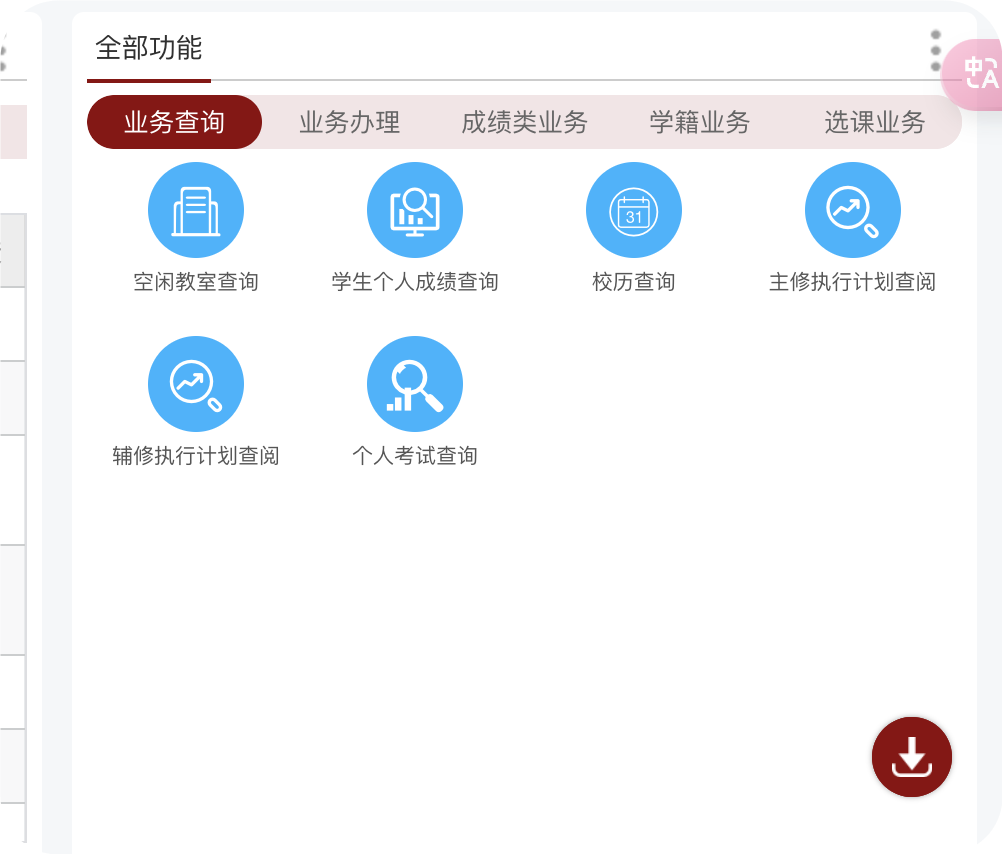 全部功能
中A
业务查询 业务办理 成绩类业务 学籍业务 选课业务
31
空闲教室查询 学生个人成绩查询 校历查询 主修执行计划查阅
辅修执行计划查阅 个人考试查询